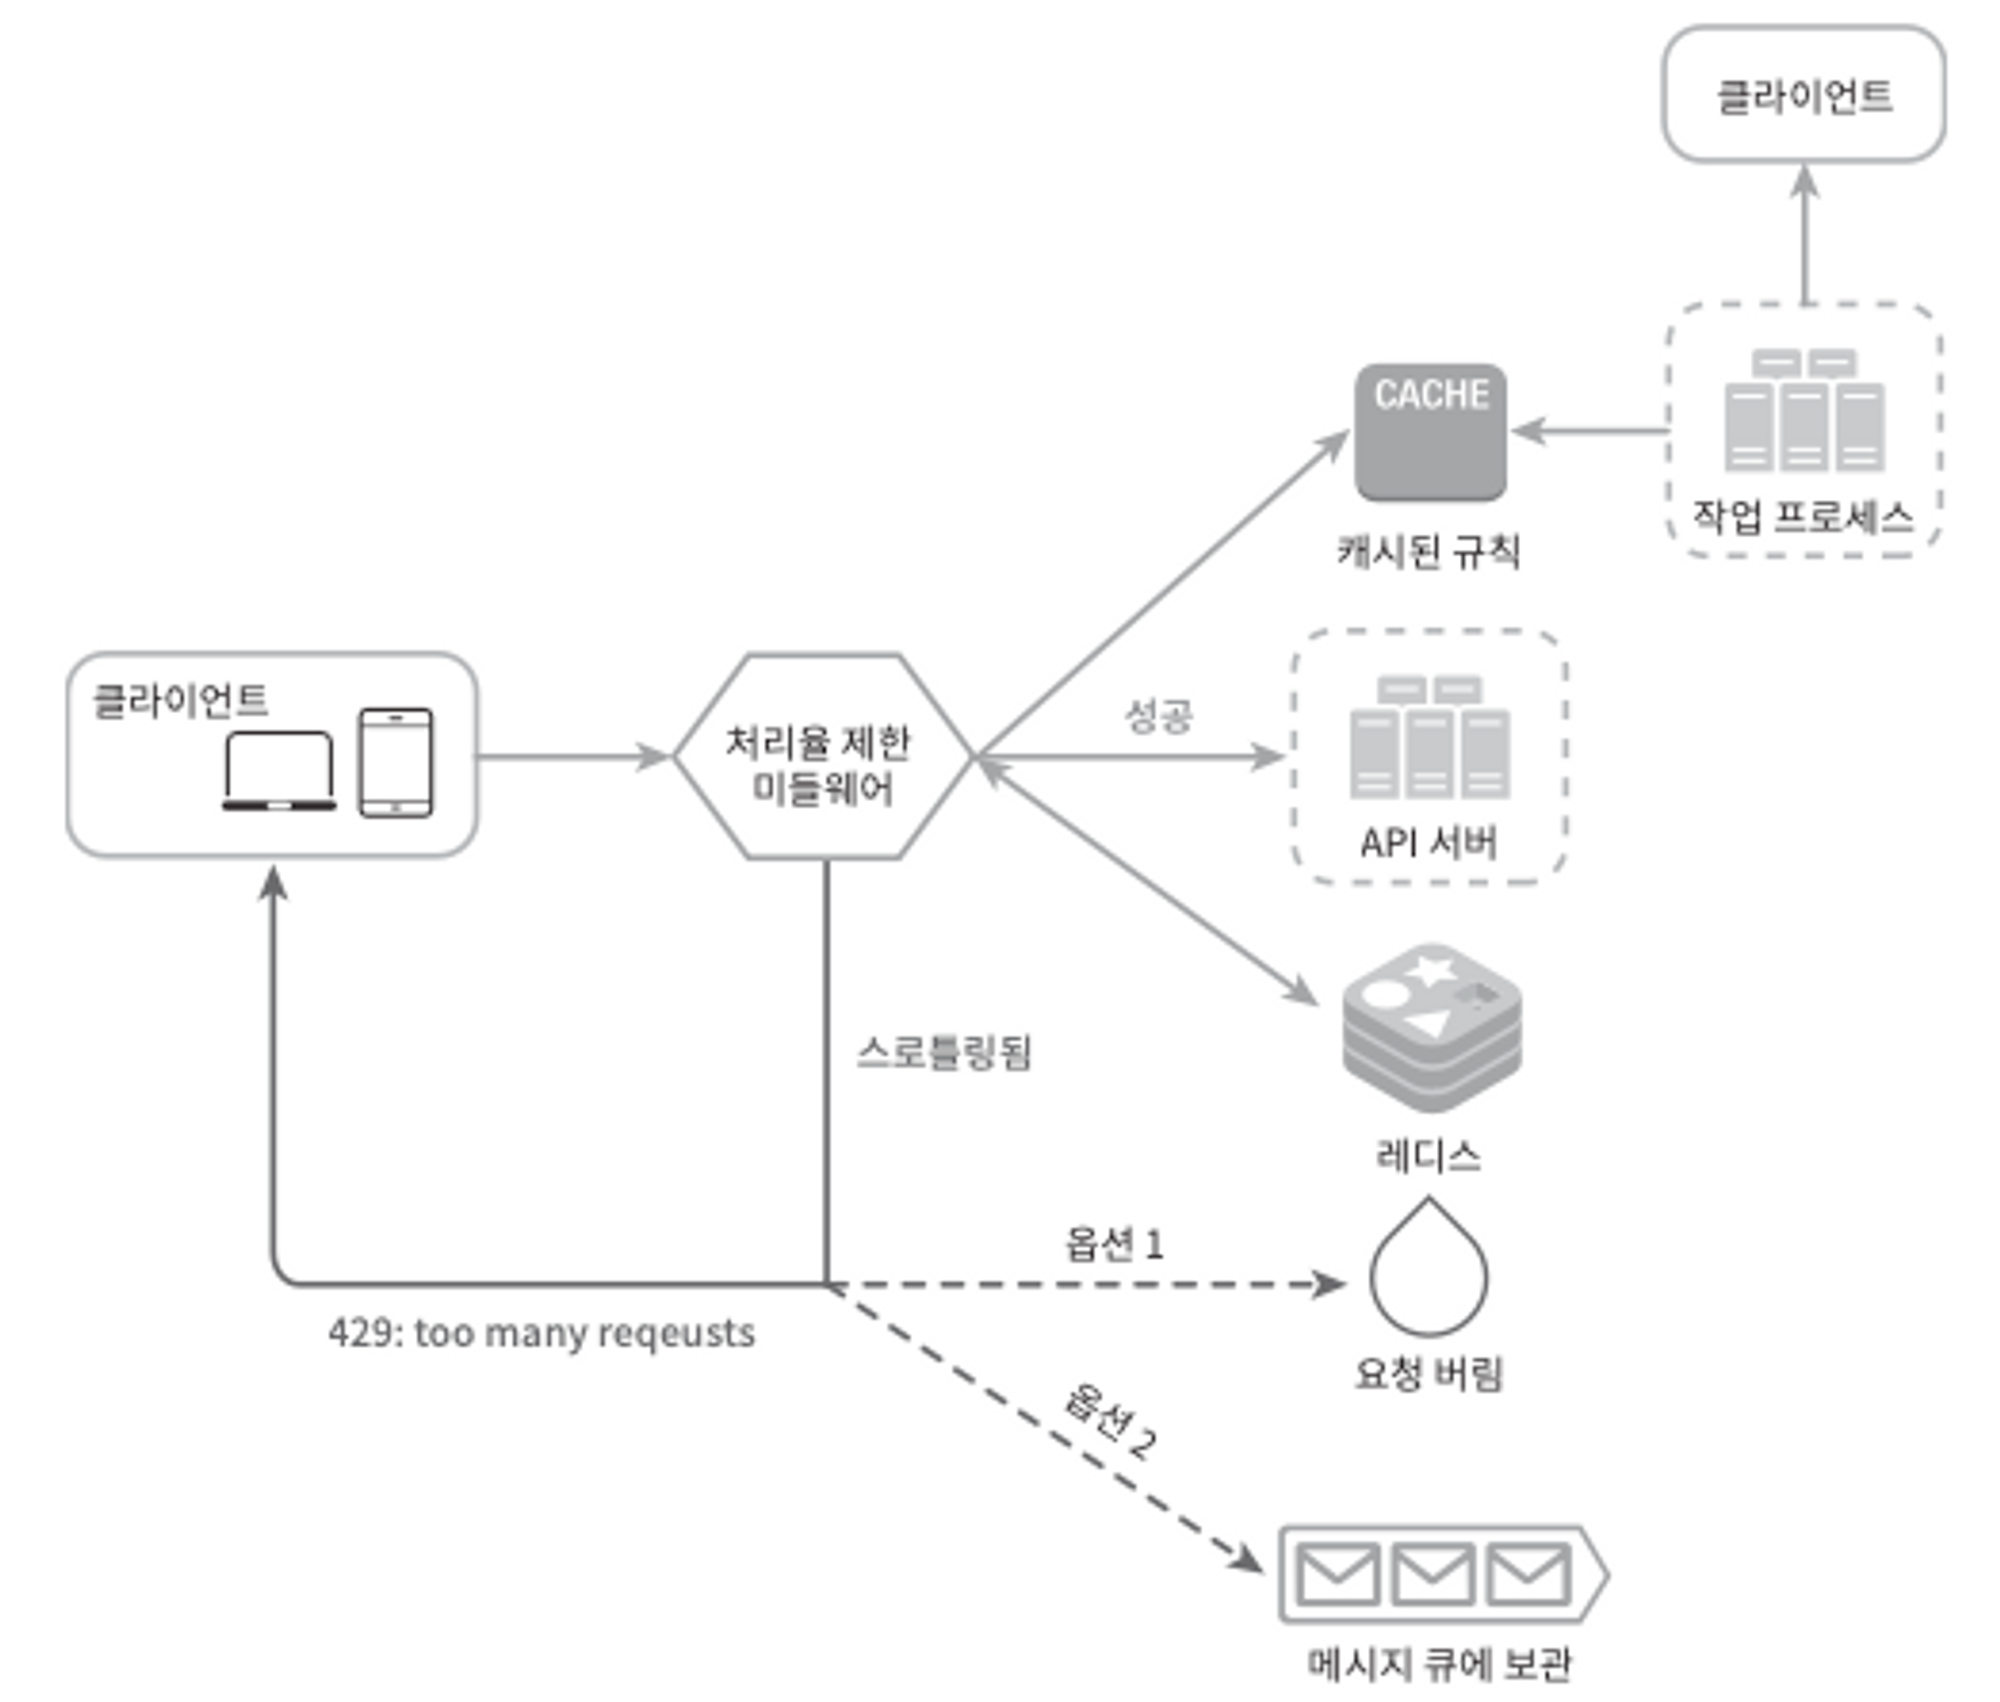 클라이언트
CACHE
작업 프로세스
캐시된 규칙
클라이언트
처리율 제한
미들웨어
성공
API 서버
스로틀링됨
레디스
옵션 1
429: too many reqeusts
요청 버림
옵션 2
메시지 큐에 보관